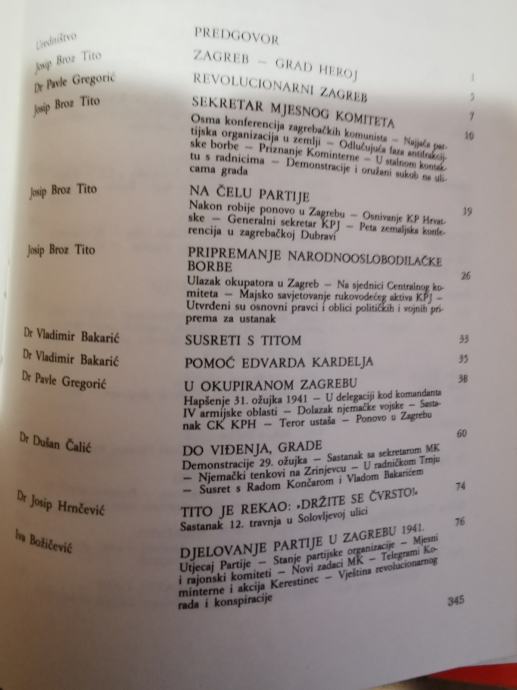 Uredništvo PREDGOVOR
Josip Broz Tito ZAGREB — GRAD HEROJ 1
Dr Pavle Gregorić REVOLUCIONARNI ZAGREB 5
Josip Broz Tito SEKRETAR MJESNOG KOMITETA 7
Osma konferencija zagrebačkih komunista — Najjača par- 10
tijska organizacija u zemlji — Odlučujuća faza antifrakcij-
ske borbe — Priznanje Kominterne — U stalnom kontak-
tu s radnicima — Demonstracije i oružani sukob na uli-
cama grada
Josip Broz Tito NA ČELU PARTIJE 19
Nakon robije ponovo u Zagrebu — Osnivanje KP Hrvat-
ske — Generalni sekretar KPJ — Peta zemaljska konfe-
rencija u zagrebačkoj Dubravi
Josip Broz Tito PRIPREMANJE NARODNOOSLOBODILAČKE
BORBE 26
Ulazak okupatora u Zagreb — Na sjednici Centralnog ko-
miteta — Majsko savjetovanje rukovodećeg aktiva KPJ —
Utvrđeni su osnovni pravci i oblici političkih i vojnih pri-
prema za ustanak
Dr Vladimir Bakarić SUSRETI S TITOM 33
Dr Vladimir Bakarić POMOĆ EDVARDA KARDELJA 35
Dr Pavle Gregorić U OKUPIRANOM ZAGREBU 38
Hapšenje 31. ožujka 1941 — U delegaciji kod komandanta
IV armijske oblasti — Dolazak njemačke vojske — Sasta-
nak CK KPH — Teror ustaša — Ponovo u Zagrebu
Dr Dušan Čalić DO VIĐENJA, GRADE 60
Demonstracije 29. ožujka — Sastanak sa sekretarom MK
— Njemački tenkovi na Zrinjevcu — U radničkom Trnju
— Susret s Radom Končarom i Vladom Bakarićem
Dr Josip Hrnčević TITO JE REKAO: »DRŽITE SE ČVRSTO!« 74
Sastanak 12. travnja u Solovljevoj ulici
Iva Božičević DJELOVANJE PARTIJE U ZAGREBU 1941. 76
Utjecaj Partije — Stanje partijske organizacije — Mjesni
i rajonski komiteti — Novi zadaci MK — Telegrami Ko-
minterne i akcija Kerestinec — Vještina revolucionarnog
rada i konspiracije
345